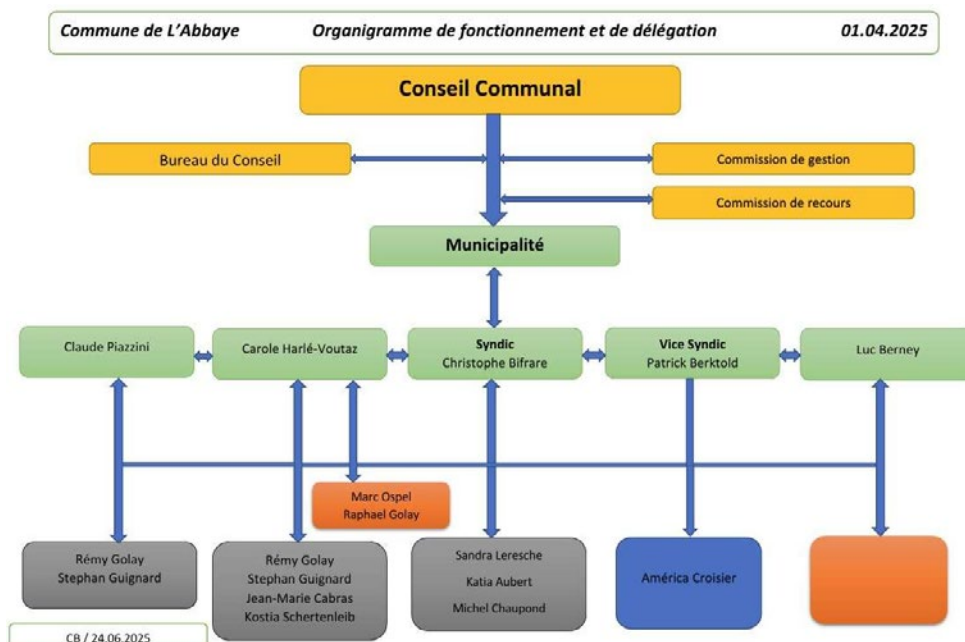 Commune de L'Abbaye Organigramme de fonctionnement et de délégation 01.04.2025
Conseil Communal
Bureau du Conseil
Commission de gestion
Commission de recours
Municipalité
Claude Piazzini
Carole Harlé-Voutaz
Syndic
Christophe Bifrare
Vice Syndic
Patrick Berktold
Luc Berney
Marc Ospel
Raphael Golay
Rémy Golay
Stephan Guignard
Rémy Golay
Stephan Guignard
Jean-Marie Cabras
Kostia Schertenleib
Sandra Leresche
Katia Aubert
Michel Chaupond
América Croisier
CB / 24.06.2025